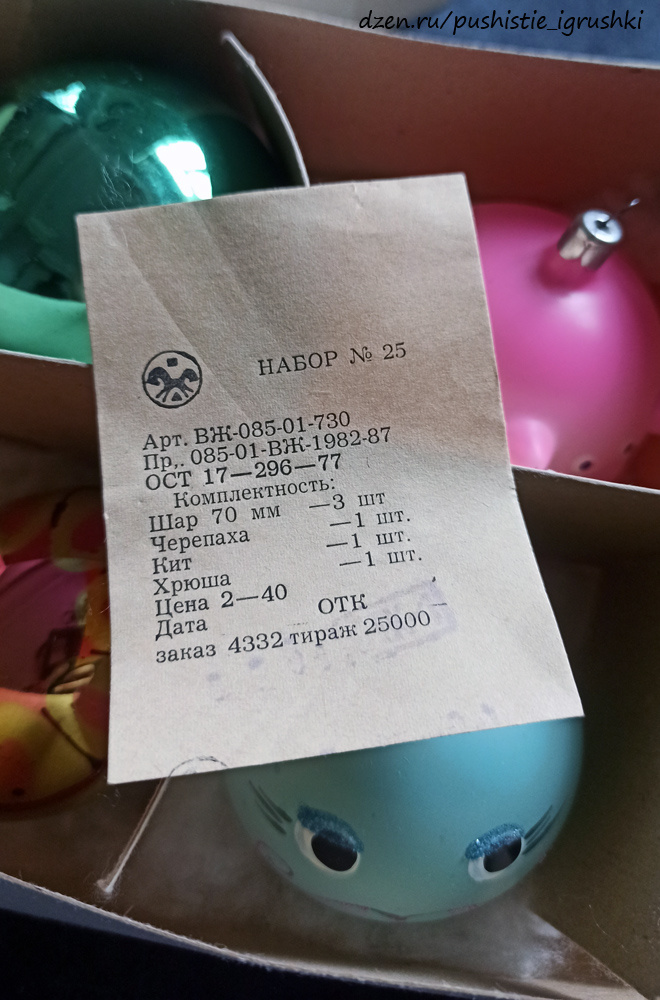 dzen.ru/pushistie_igrushki
НАБОР № 25
Арт. ВЖ-085-01-730
Пр,. 085-01-ВЖ-1982-87
ОСТ 17—296—77
Комплектность:
Шар 70 мм —3 шт
Черепаха —1 шт.
Кит —1 шт.
Хрюша —1 шт.
Цена 2—40
Дата ОТК
заказ 4332 тираж 25000